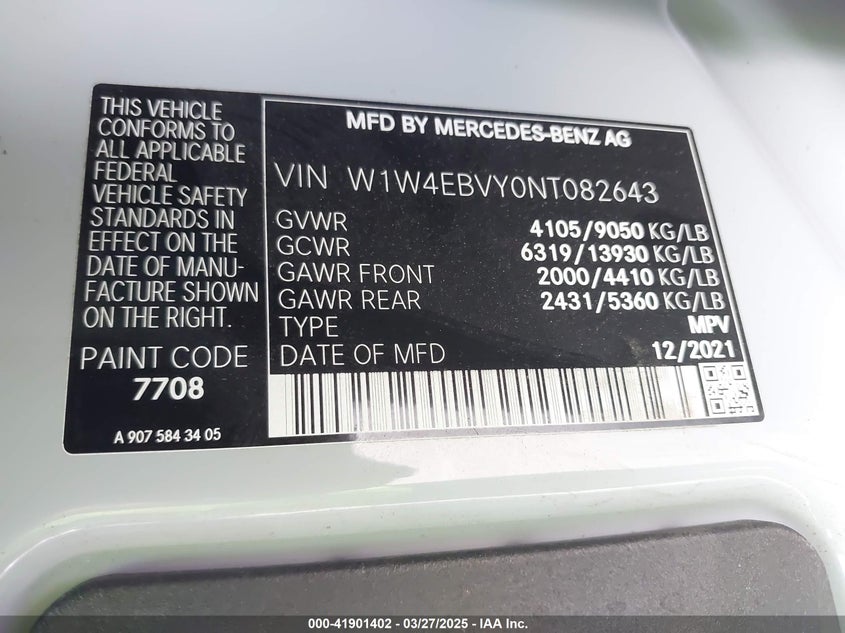 THIS VEHICLE
CONFORMS TO
ALL APPLICABLE
FEDERAL
VEHICLE SAFETY
STANDARDS IN
EFFECT ON THE
DATE OF MANU-
FACTURE SHOWN
ON THE RIGHT.
PAINT CODE
7708
A 907 584 34 05
MFD BY MERCEDES-BENZ AG
VIN W1W4EBVY0NT082643
GVWR 4105/9050 KG/LB
GCWR 6319/13930 KG/LB
GAWR FRONT 2000/4410 KG/LB
GAWR REAR 2431/5360 KG/LB
TYPE MPV
DATE OF MFD 12/2021
000-41901402 — 03/27/2025 — IAA Inc.